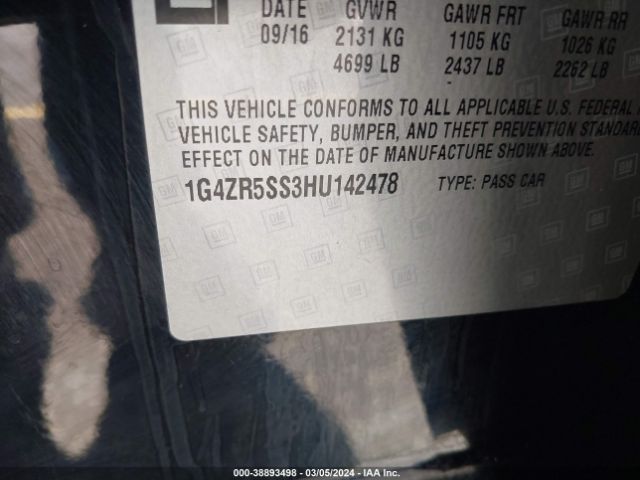 DATE GVWR GAWR FRT GAWR RR
09/16 2131 KG 1105 KG 1026 KG
4699 LB 2437 LB 2262 LB
THIS VEHICLE CONFORMS TO ALL APPLICABLE U.S. FEDERAL
VEHICLE SAFETY, BUMPER, AND THEFT PREVENTION STANDAR
EFFECT ON THE DATE OF MANUFACTURE SHOWN ABOVE.
1G4ZR5SS3HU142478 TYPE: PASS CAR
000-38893498 - 03/05/2024 - IAA Inc.